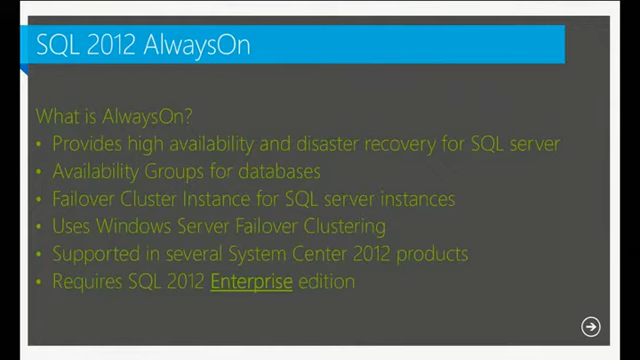 SQL 2012 AlwaysOn
What is AlwaysOn?
• Provides high availability and disaster recovery for SQL server
• Availability Groups for databases
• Failover Cluster Instance for SQL server instances
• Uses Windows Server Failover Clustering
• Supported in several System Center 2012 products
• Requires SQL 2012 Enterprise edition